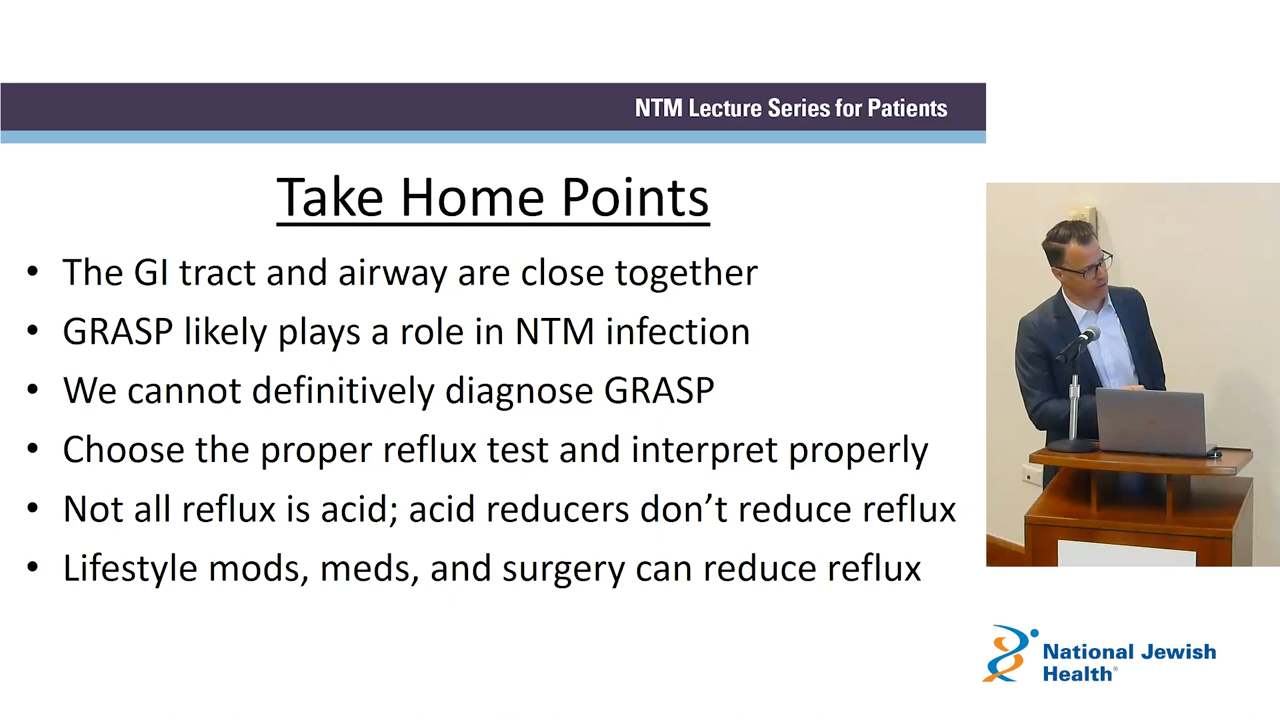 NTM Lecture Series for Patients
Take Home Points
• The GI tract and airway are close together
• GRASP likely plays a role in NTM infection
• We cannot definitively diagnose GRASP
• Choose the proper reflux test and interpret properly
• Not all reflux is acid; acid reducers don’t reduce reflux
• Lifestyle mods, meds, and surgery can reduce reflux
National Jewish
Health®